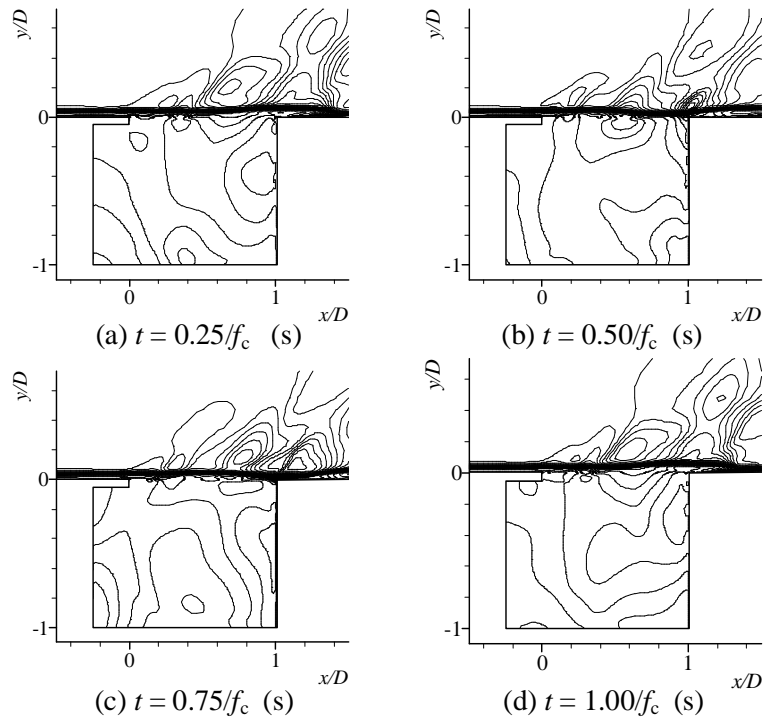 y/D
0
-1
0
1
x/D
(a) t = 0.25/fc (s)
y/D
0
-1
0
1
x/D
(b) t = 0.50/fc (s)
y/D
0
-1
0
1
x/D
(c) t = 0.75/fc (s)
y/D
0
-1
0
1
x/D
(d) t = 1.00/fc (s)